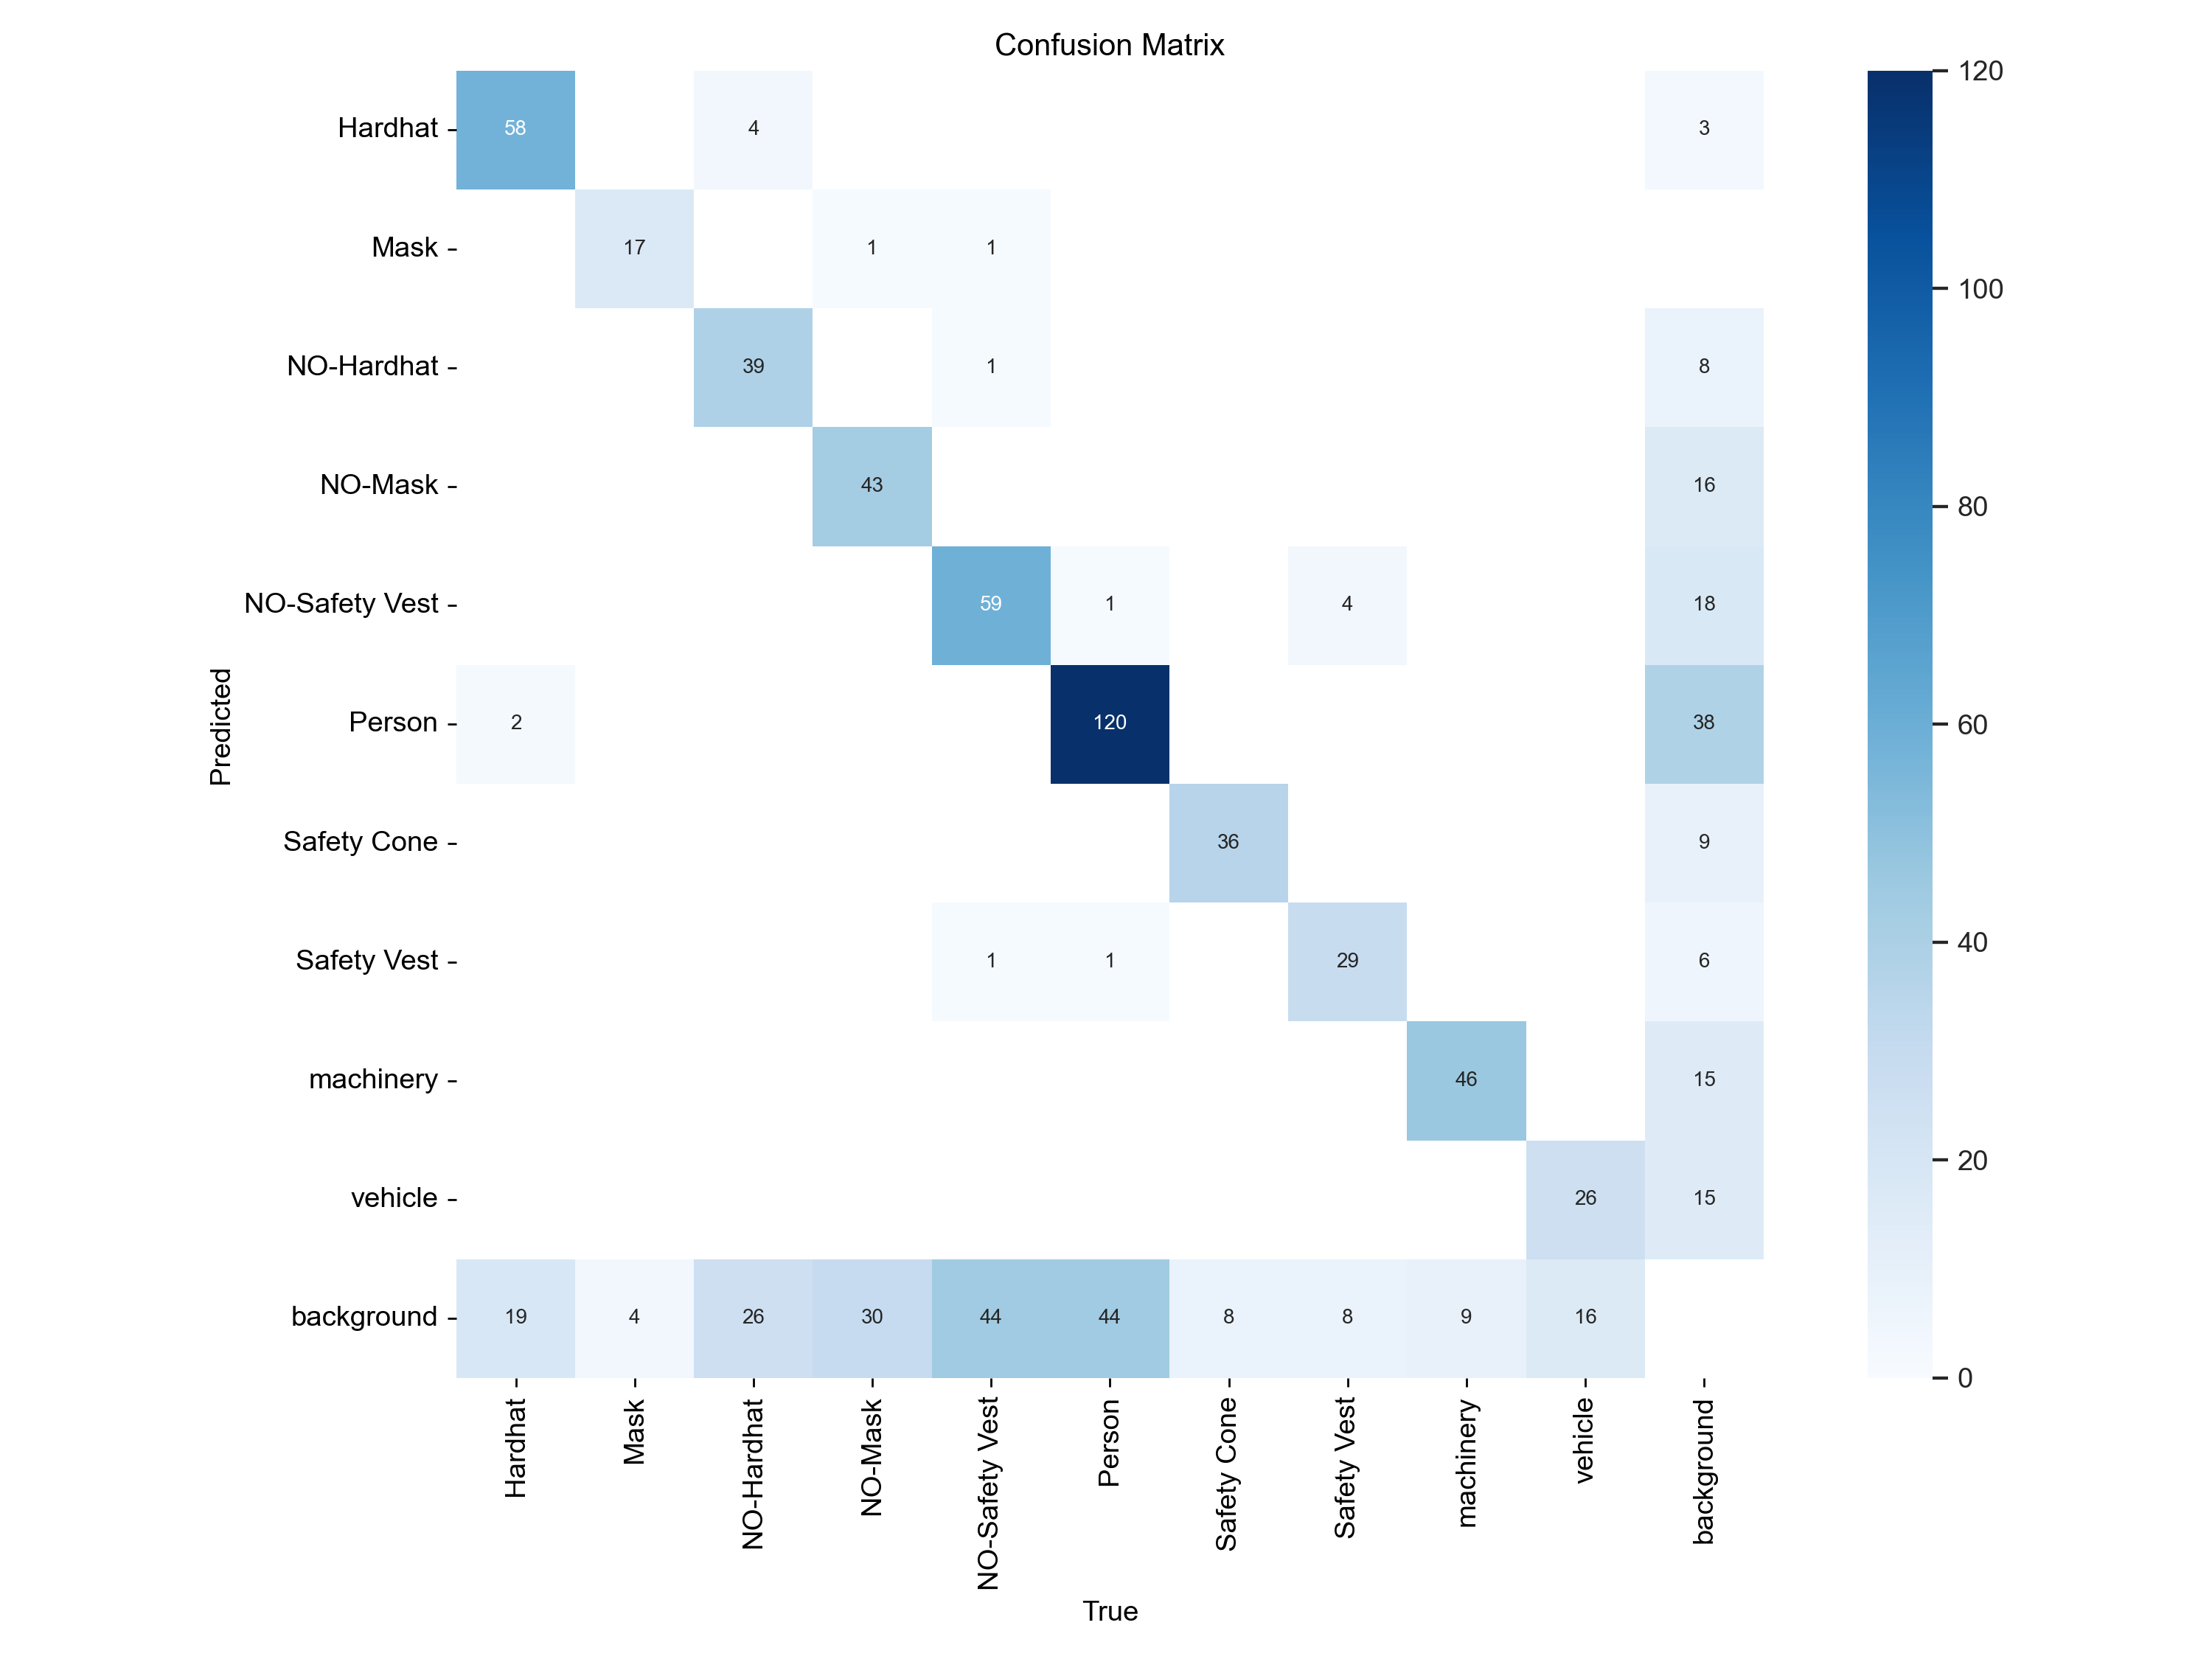 Confusion Matrix
Hardhat 58 4 3
Mask 17 1 1
NO-Hardhat 39 1 8
NO-Mask 43 16
NO-Safety Vest 59 1 4 18
Person 2 120 38
Safety Cone 36 9
Safety Vest 1 1 29 6
machinery 46 15
vehicle 26 15
background 19 4 26 30 44 44 8 8 9 16
Predicted
Hardhat
Mask
NO-Hardhat
NO-Mask
NO-Safety Vest
Person
Safety Cone
Safety Vest
machinery
vehicle
background
True
120
100
80
60
40
20
0